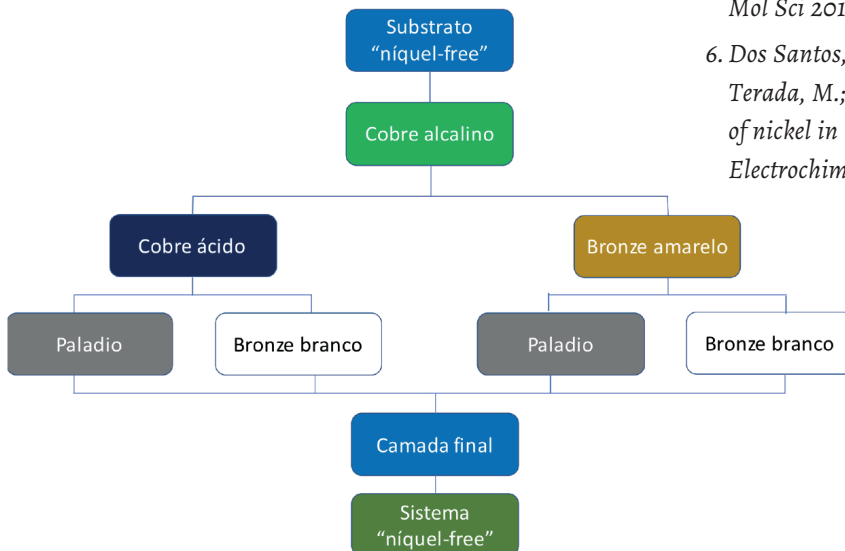 Mol Sci 201
6. Dos Santos,
Terada, M.;
of nickel in
Electrochim
Substrato
“níquel-free”
Cobre alcalino
Cobre ácido
Bronze amarelo
Paladio
Bronze branco
Paladio
Bronze branco
Camada final
Sistema
“níquel-free”